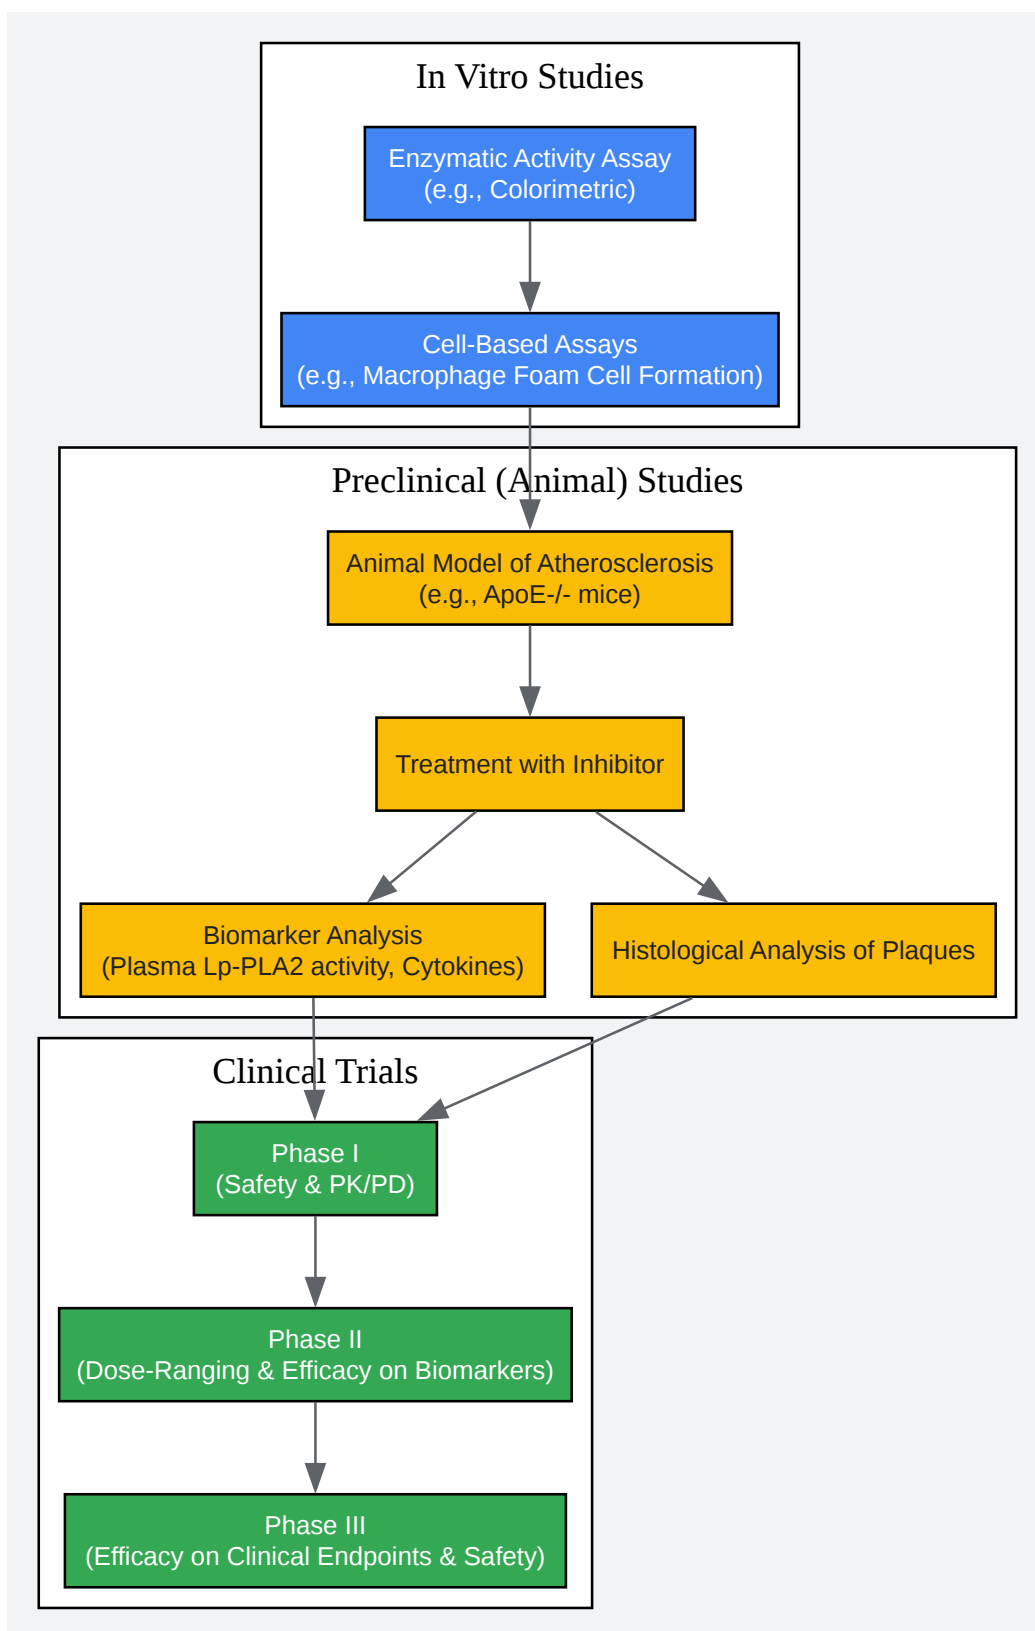 In Vitro Studies
Enzymatic Activity Assay
(e.g., Colorimetric)
Cell-Based Assays
(e.g., Macrophage Foam Cell Formation)
Preclinical (Animal) Studies
Animal Model of Atherosclerosis
(e.g., ApoE-/- mice)
Treatment with Inhibitor
Biomarker Analysis
(Plasma Lp-PLA2 activity, Cytokines)
Histological Analysis of Plaques
Clinical Trials
Phase I
(Safety & PK/PD)
Phase II
(Dose-Ranging & Efficacy on Biomarkers)
Phase III
(Efficacy on Clinical Endpoints & Safety)